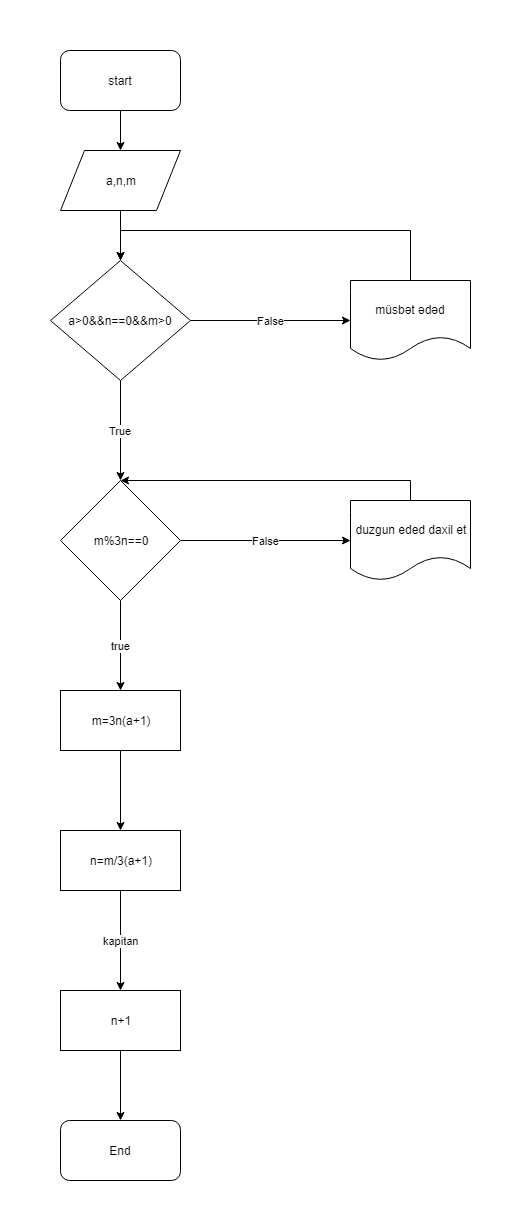 start
a,n,m
a>0&&n==0&&m>0
False
müsbət ədəd
True
m%3n==0
False
duzgun eded daxil et
true
m=3n(a+1)
n=m/3(a+1)
kapitan
n+1
End